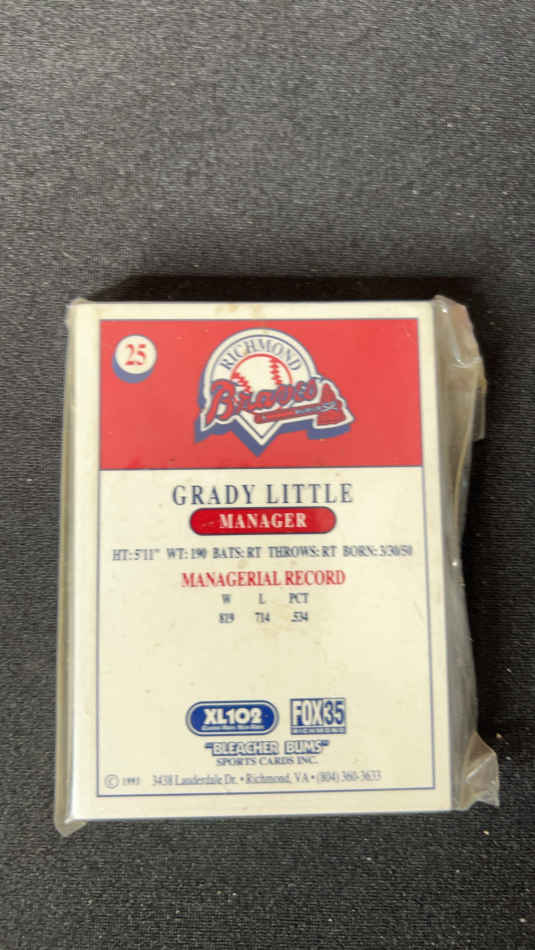 25
RICHMOND
Braves
GRADY LITTLE
MANAGER
HT: 5'11" WT: 190 BATS: RT THROWS: RT BORN: 3/30/50
MANAGERIAL RECORD
W L PCT
819 714 .534
XL102
FOX35
RICHMOND
"BLEACHER BUMS"
SPORTS CARDS INC.
© 1993 3438 Lauderdale Dr. • Richmond, VA • (804) 360-3633